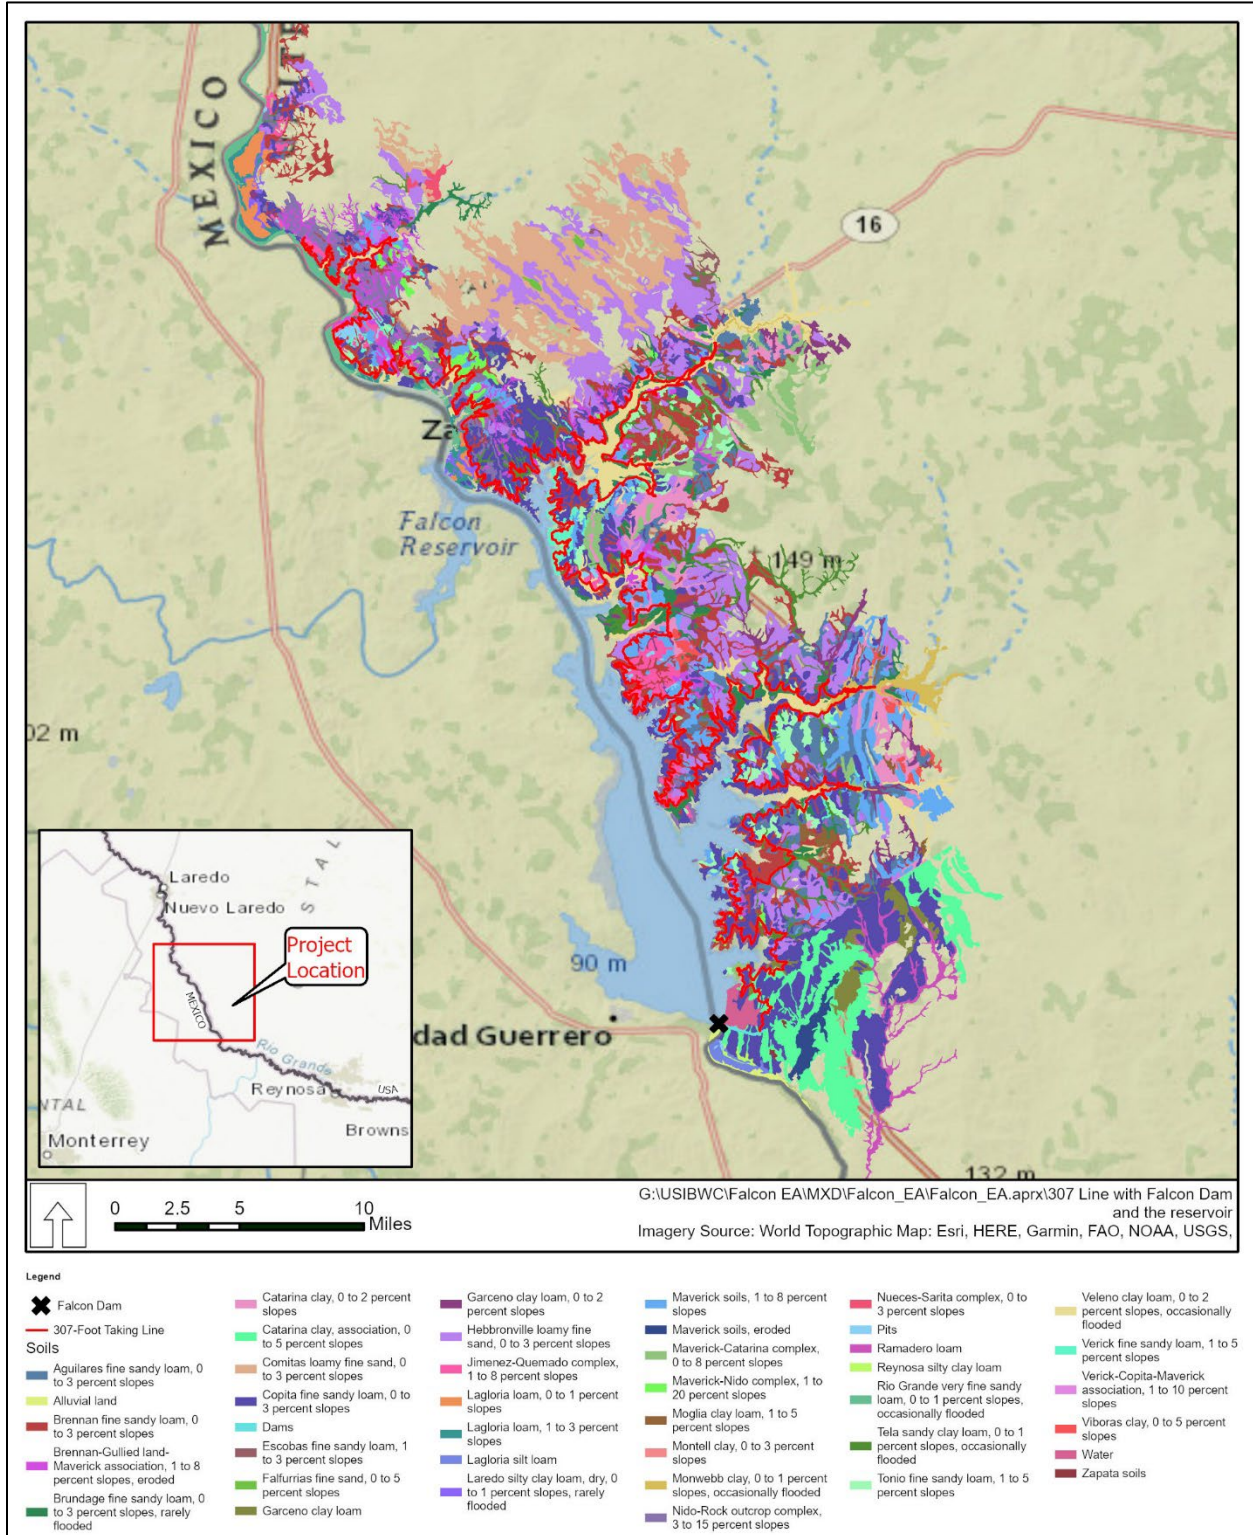 MEXICO
16
Za
Falcon
Reservoir
149 m
02 m
90 m
dad Guerrero
132 m
Laredo
Nuevo Laredo
S T A L
Project
Location
MEXICO
Rio Grande
Reynosa
USA
NTAL
Monterrey
Browns
0 2.5 5 10
Miles
G:\USIBWC\Falcon EA\MXD\Falcon_EA\Falcon_EA.aprx\307 Line with Falcon Dam
and the reservoir
Imagery Source: World Topographic Map: Esri, HERE, Garmin, FAO, NOAA, USGS,
Legend
Falcon Dam
307-Foot Taking Line
Soils
Aguilares fine sandy loam, 0
to 3 percent slopes
Alluvial land
Brennan fine sandy loam, 0
to 3 percent slopes
Brennan-Gullied land-
Maverick association, 1 to 8
percent slopes, eroded
Brundage fine sandy loam, 0
to 3 percent slopes, rarely
flooded
Catarina clay, 0 to 2 percent
slopes
Catarina clay, association, 0
to 5 percent slopes
Comitas loamy fine sand, 0
to 3 percent slopes
Copita fine sandy loam, 0 to
3 percent slopes
Dams
Escobas fine sandy loam, 1
to 3 percent slopes
Falfurrias fine sand, 0 to 5
percent slopes
Garceno clay loam
Garceno clay loam, 0 to 2
percent slopes
Hebbronville loamy fine
sand, 0 to 3 percent slopes
Jimenez-Quemado complex,
1 to 8 percent slopes
Lagloria loam, 0 to 1 percent
slopes
Lagloria loam, 1 to 3 percent
slopes
Lagloria silt loam
Laredo silty clay loam, dry, 0
to 1 percent slopes, rarely
flooded
Maverick soils, 1 to 8 percent
slopes
Maverick soils, eroded
Maverick-Catarina complex,
0 to 8 percent slopes
Maverick-Nido complex, 1 to
20 percent slopes
Moglia clay loam, 1 to 5
percent slopes
Montell clay, 0 to 3 percent
slopes
Monwebb clay, 0 to 1 percent
slopes, occasionally flooded
Nido-Rock outcrop complex,
3 to 15 percent slopes
Nueces-Sarita complex, 0 to
3 percent slopes
Pits
Ramadero loam
Reynosa silty clay loam
Rio Grande very fine sandy
loam, 0 to 1 percent slopes,
occasionally flooded
Tela sandy clay loam, 0 to 1
percent slopes, occasionally
flooded
Tonio fine sandy loam, 1 to 5
percent slopes
Veleno clay loam, 0 to 2
percent slopes, occasionally
flooded
Verick fine sandy loam, 1 to 5
percent slopes
Verick-Copita-Maverick
association, 1 to 10 percent
slopes
Viboras clay, 0 to 5 percent
slopes
Water
Zapata soils